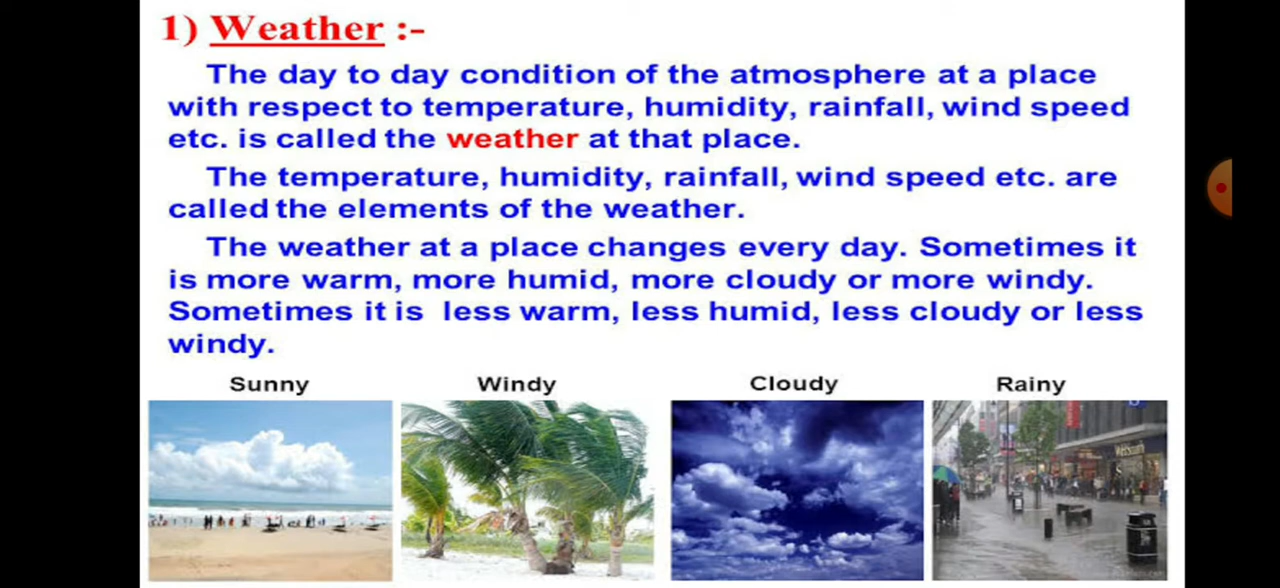 1) Weather :-
The day to day condition of the atmosphere at a place
with respect to temperature, humidity, rainfall, wind speed
etc. is called the weather at that place.
The temperature, humidity, rainfall, wind speed etc. are
called the elements of the weather.
The weather at a place changes every day. Sometimes it
is more warm, more humid, more cloudy or more windy.
Sometimes it is less warm, less humid, less cloudy or less
windy.
Sunny Windy Cloudy Rainy